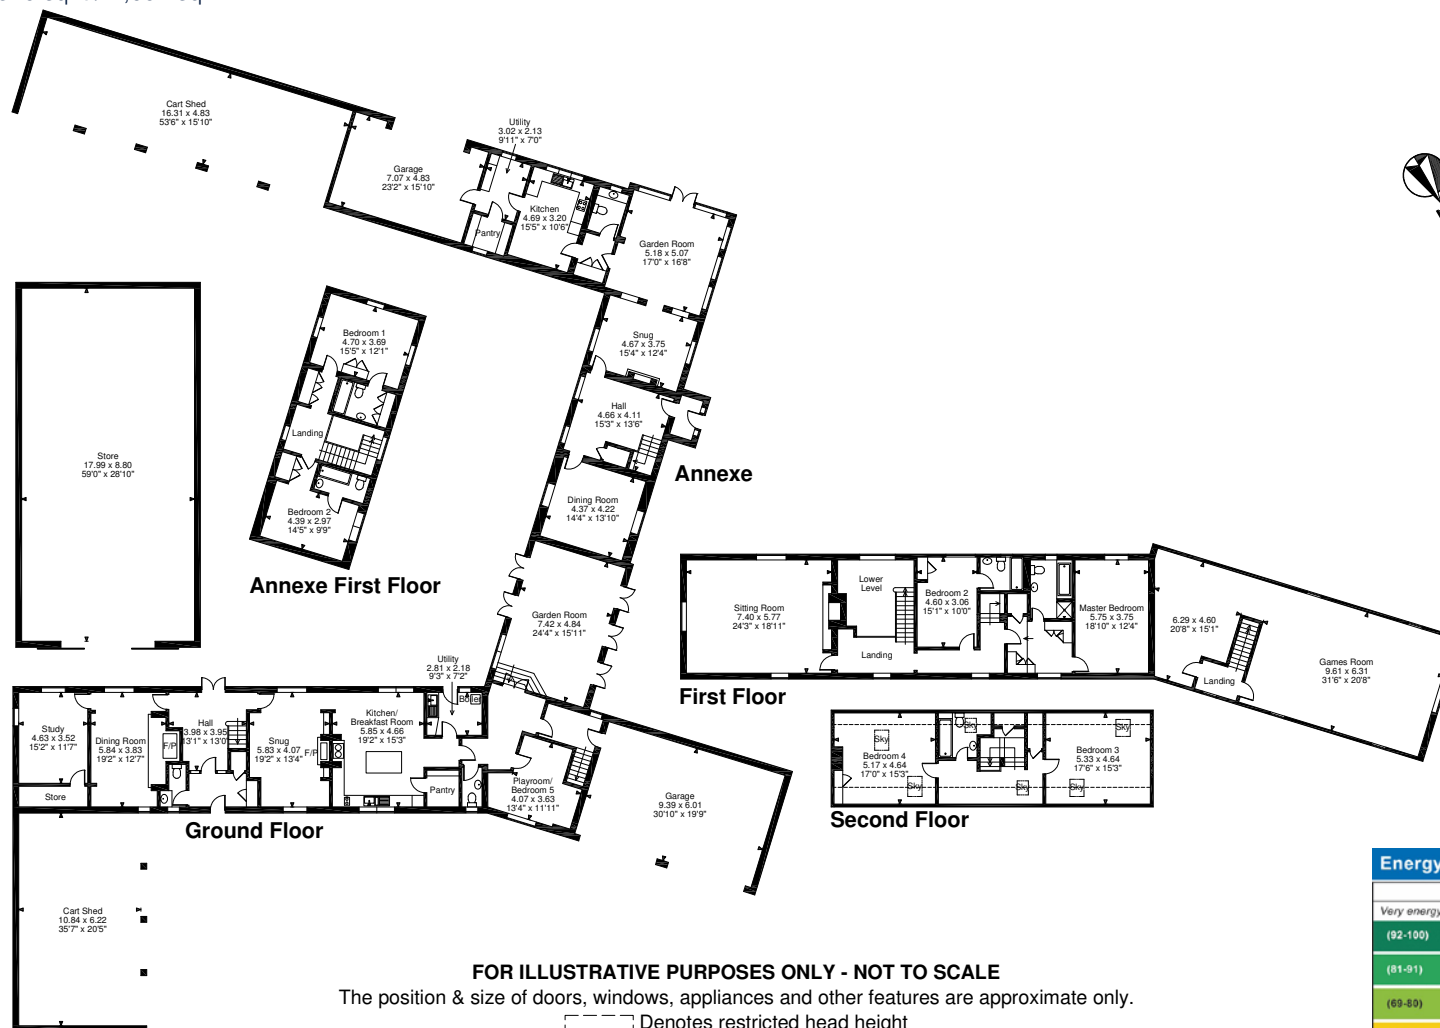 Cart Shed
16.31 x 4.83
53'6" x 15'10"
Utility
3.02 x 2.13
9'11" x 7'0"
Garage
7.07 x 4.83
23'2" x 15'10"
Kitchen
4.69 x 3.20
15'5" x 10'6"
Pantry
Garden Room
5.18 x 5.07
17'0" x 16'8"
Snug
4.67 x 3.75
15'4" x 12'4"
Hall
4.66 x 4.11
15'3" x 13'6"
Dining Room
4.37 x 4.22
14'4" x 13'10"
Annexe
Bedroom 1
4.70 x 3.69
15'5" x 12'1"
Landing
Bedroom 2
4.39 x 2.97
14'5" x 9'9"
Annexe First Floor
Store
17.99 x 8.80
59'0" x 28'10"
Garden Room
7.42 x 4.84
24'4" x 15'11"
Utility
2.81 x 2.18
9'3" x 7'2"
Boiler
Study
4.63 x 3.52
15'2" x 11'7"
Store
Dining Room
5.84 x 3.83
19'2" x 12'7"
F/P
Hall
3.98 x 3.95
13'1" x 13'0"
Snug
5.83 x 4.07
19'2" x 13'4"
F/P
Kitchen/
Breakfast Room
5.85 x 4.66
19'2" x 15'3"
Pantry
Playroom/
Bedroom 5
4.07 x 3.63
13'4" x 11'11"
Garage
9.39 x 6.01
30'10" x 19'9"
Ground Floor
Cart Shed
10.84 x 6.22
35'7" x 20'5"
Sitting Room
7.40 x 5.77
24'3" x 18'11"
Lower
Level
Landing
Bedroom 2
4.60 x 3.06
15'1" x 10'0"
Master Bedroom
5.75 x 3.75
18'10" x 12'4"
6.29 x 4.60
20'8" x 15'1"
Landing
Games Room
9.61 x 6.31
31'6" x 20'8"
First Floor
Sky
Bedroom 4
5.17 x 4.64
17'0" x 15'3"
Sky
Sky
Sky
Sky
Bedroom 3
5.33 x 4.64
17'6" x 15'3"
Sky
Second Floor
FOR ILLUSTRATIVE PURPOSES ONLY - NOT TO SCALE
The position & size of doors, windows, appliances and other features are approximate only.
Denotes restricted head height
Energy
Very energy
(92-100)
(81-91)
(69-80)